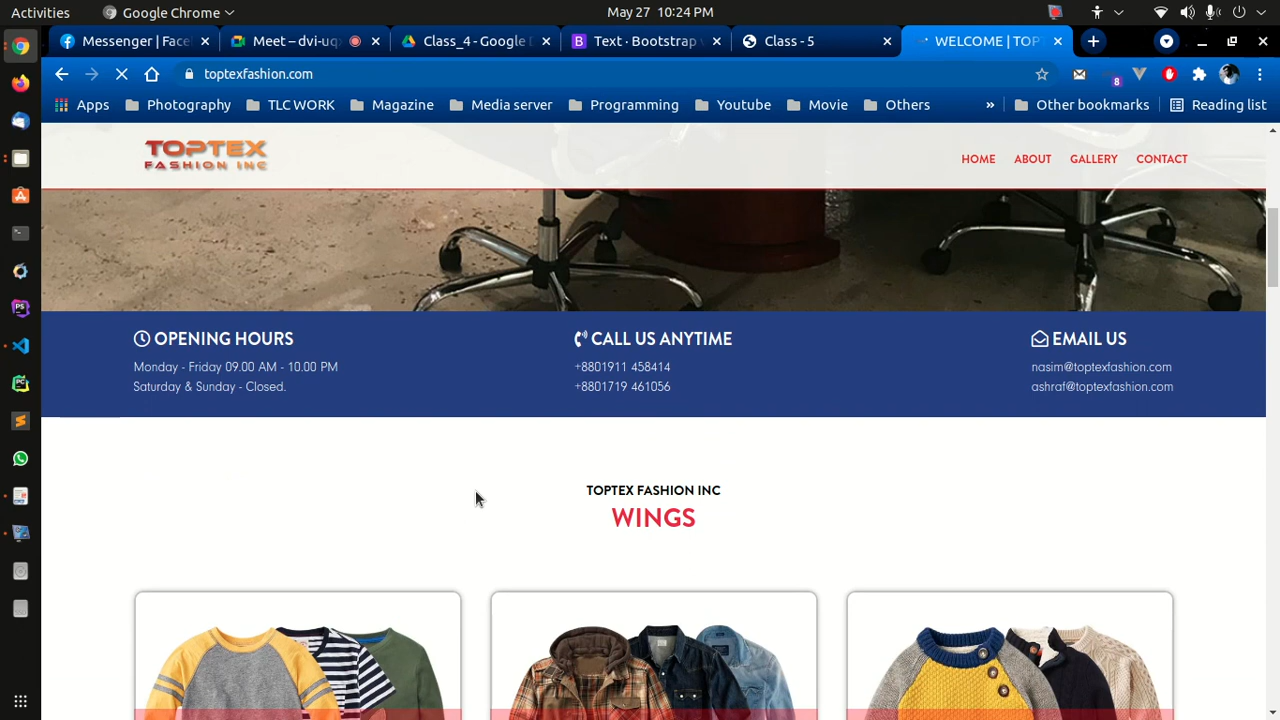 Activities Google Chrome May 27 10:24 PM
Messenger | Face Meet – dvi-uqx Class_4 - Google D Text · Bootstrap v Class - 5 WELCOME | TOP
toptexfashion.com 8
Apps Photography TLC WORK Magazine Media server Programming Youtube Movie Others » Other bookmarks Reading list
TOPTEX
FASHION INC
HOME ABOUT GALLERY CONTACT
OPENING HOURS
Monday - Friday 09.00 AM - 10.00 PM
Saturday & Sunday - Closed.
CALL US ANYTIME
+8801911 458414
+8801719 461056
EMAIL US
nasim@toptexfashion.com
ashraf@toptexfashion.com
TOPTEX FASHION INC
WINGS